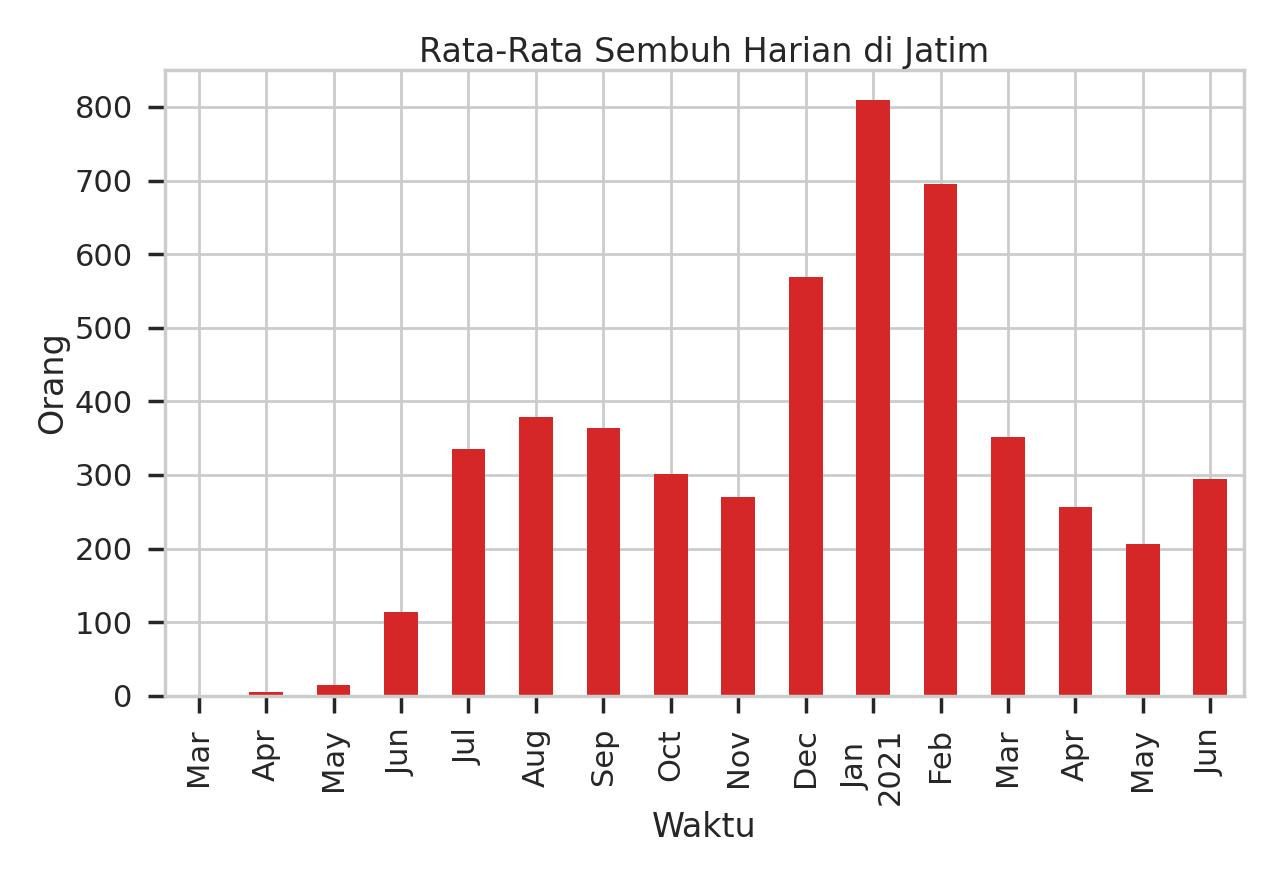 Rata-Rata Sembuh Harian di Jatim
800
700
600
500
400
300
200
100
0
Orang
Mar
Apr
May
Jun
Jul
Aug
Sep
Oct
Nov
Dec
Jan
2021
Feb
Mar
Apr
May
Jun
Waktu